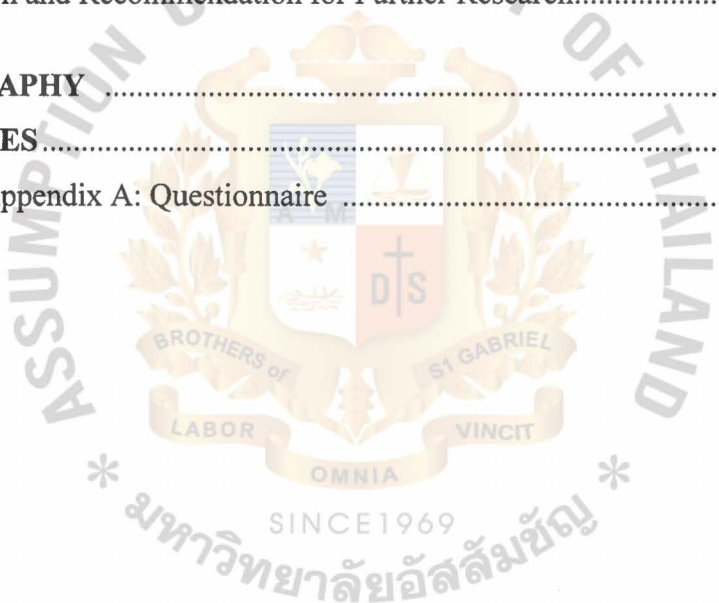 n and Recommendation for Further Research
APHY
ES
ppendix A: Questionnaire
ASSUMPTION UNIVERSITY OF THAILAND
A M
D S
BROTHERS of ST GABRIEL
LABOR VINCIT
OMNIA
SINCE1969
มหาวิทยาลัยอัสสัมชัญ